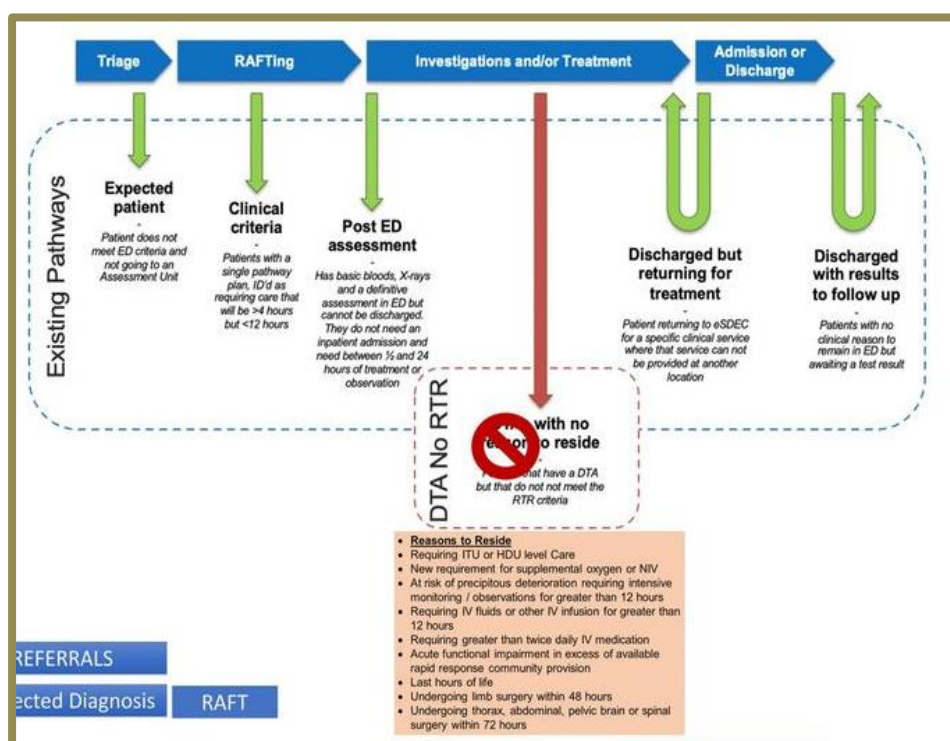 Triage
RAFTing
Investigations and/or Treatment
Admission or
Discharge
Existing Pathways
Expected
patient
-
Patient does not
meet ED criteria and
not going to an
Assessment Unit
Clinical
criteria
-
Patients with a
single pathway
plan, ID'd as
requiring care that
will be >4 hours
but <12 hours
Post ED
assessment
-
Has basic bloods, X-rays
and a definitive
assessment in ED but
cannot be discharged.
They do not need an
inpatient admission and
need between ½ and 24
hours of treatment or
observation
Discharged but
returning for
treatment
-
Patient returning to eSDEC
for a specific clinical service
where that service can not
be provided at another
location
Discharged
with results
to follow up
-
Patients with no
clinical reason to
remain in ED but
awaiting a test result
DTA No RTR
with no
to reside
-
that have a DTA
but that do not not meet the
RTR criteria
• Reasons to Reside
• Requiring ITU or HDU level Care
• New requirement for supplemental oxygen or NIV
• At risk of precipitous deterioration requiring intensive
monitoring / observations for greater than 12 hours
• Requiring IV fluids or other IV infusion for greater than
12 hours
• Requiring greater than twice daily IV medication
• Acute functional impairment in excess of available
rapid response community provision
• Last hours of life
• Undergoing limb surgery within 48 hours
• Undergoing thorax, abdominal, pelvic brain or spinal
surgery within 72 hours
REFERRALS
ected Diagnosis
RAFT